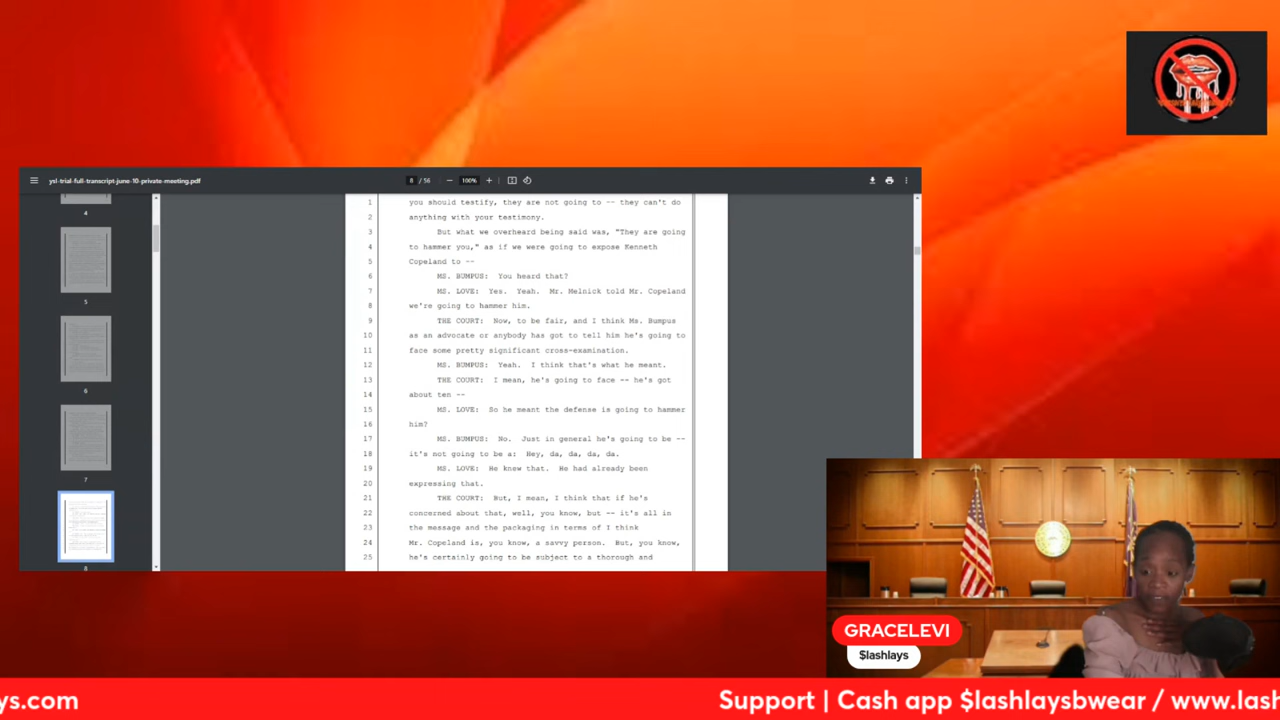 ysl-trial-full-transcript-june-10-private-meeting.pdf
8 / 56
100%
4
5
6
7
8
1 you should testify, they are not going to -- they can't do
2 anything with your testimony.
3 But what we overheard being said was, "They are going
4 to hammer you," as if we were going to expose Kenneth
5 Copeland to --
6 MS. BUMPUS: You heard that?
7 MS. LOVE: Yes. Yeah. Mr. Melnick told Mr. Copeland
8 we're going to hammer him.
9 THE COURT: Now, to be fair, and I think Ms. Bumpus
10 as an advocate or anybody has got to tell him he's going to
11 face some pretty significant cross-examination.
12 MS. BUMPUS: Yeah. I think that's what he meant.
13 THE COURT: I mean, he's going to face -- he's got
14 about ten --
15 MS. LOVE: So he meant the defense is going to hammer
16 him?
17 MS. BUMPUS: No. Just in general he's going to be --
18 it's not going to be a: Hey, da, da, da, da.
19 MS. LOVE: He knew that. He had already been
20 expressing that.
21 THE COURT: But, I mean, I think that if he's
22 concerned about that, well, you know, but -- it's all in
23 the message and the packaging in terms of I think
24 Mr. Copeland is, you know, a savvy person. But, you know,
25 he's certainly going to be subject to a thorough and
GRACELEVI
$lashlays
ys.com Support | Cash app $lashlaysbwear / www.lash